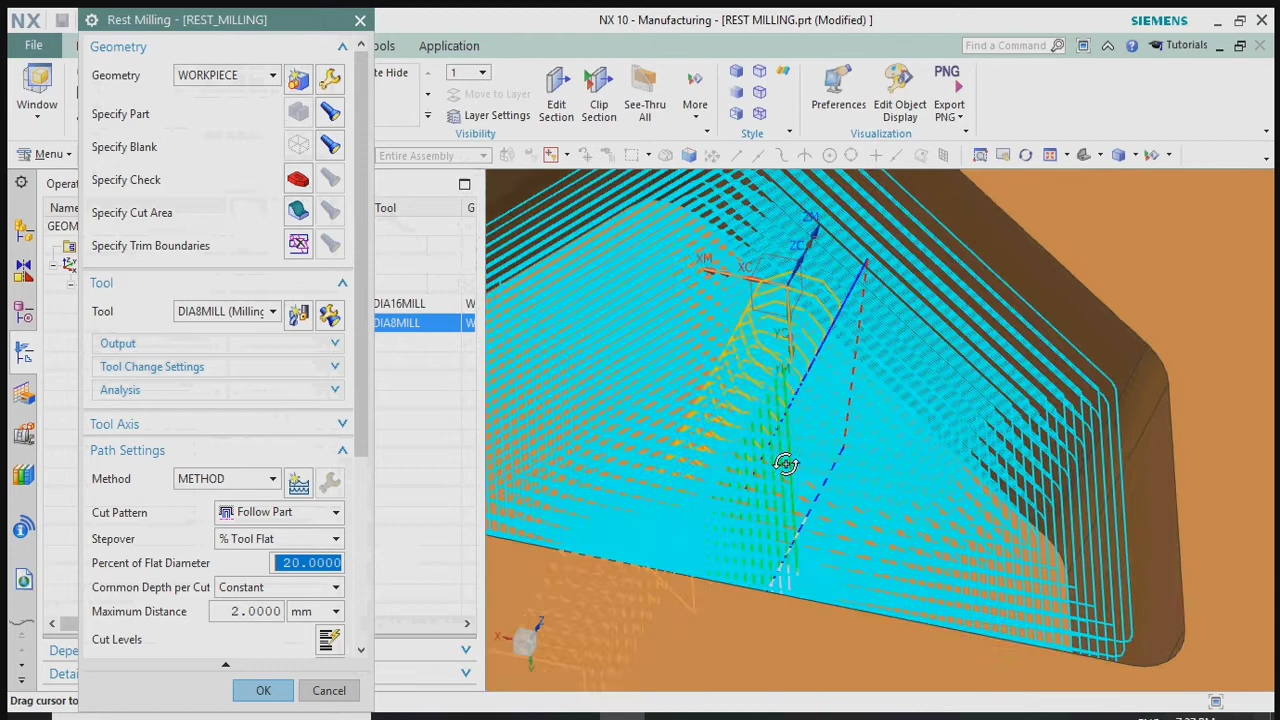 NX
Rest Milling - [REST_MILLING]
NX 10 - Manufacturing - [REST MILLING.prt (Modified) ]
SIEMENS
File
ools
Application
Find a Command
Tutorials
Geometry
Geometry
WORKPIECE
Specify Part
Specify Blank
Specify Check
Specify Cut Area
Specify Trim Boundaries
Tool
Tool
DIA8MILL (Milling
Output
Tool Change Settings
Analysis
Tool Axis
Path Settings
Method
METHOD
Cut Pattern
Follow Part
Stepover
% Tool Flat
Percent of Flat Diameter
20.0000
Common Depth per Cut
Constant
Maximum Distance
2.0000
mm
Cut Levels
OK
Cancel
Window
Menu
te Hide
1
Move to Layer
Layer Settings
Visibility
Edit Section
Clip Section
See-Thru All
More
Style
Preferences
Edit Object Display
PNG
Export PNG
Visualization
Entire Assembly
Operat
Name
GEOM
Tool
G
DIA16MILL
W
DIA8MILL
W
Depe
Detai
Drag cursor to
ZM
ZC
XM
XC
YC
X
Z